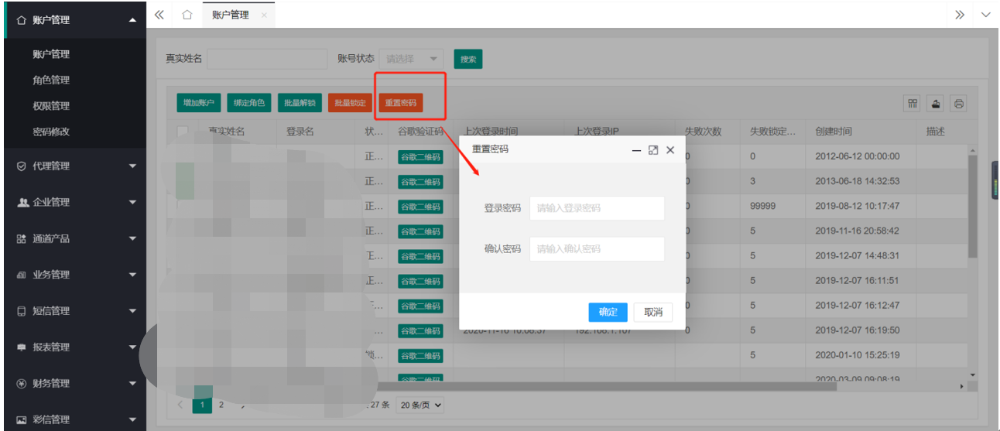 账户管理
账户管理
角色管理
权限管理
密码修改
代理管理
企业管理
通道产品
业务管理
短信管理
报表管理
财务管理
彩信管理
账户管理
真实姓名 账号状态 请选择 搜索
增加账户 绑定角色 批量解锁 批量锁定 重置密码
真实姓名 登录名 状... 谷歌验证码 上次登录时间 上次登录IP 失败次数 失败锁定... 创建时间 描述
正... 谷歌二维码 0 0 2012-06-12 00:00:00
正... 谷歌二维码 0 3 2013-06-18 14:32:53
正... 谷歌二维码 0 99999 2019-08-12 10:17:47
正... 谷歌二维码 0 5 2019-11-16 20:58:42
正... 谷歌二维码 0 5 2019-12-07 14:48:31
正... 谷歌二维码 0 5 2019-12-07 16:11:51
谷歌二维码 0 5 2019-12-07 16:12:47
谷歌二维码 2020-11-16 10:06:37 192.168.1.107 0 5 2019-12-07 16:19:50
锁... 谷歌二维码 5 2020-01-10 15:25:19
谷歌二维码 2020-03-09 09:08:19
1 2 27 条 20 条/页
重置密码
登录密码 请输入登录密码
确认密码 请输入确认密码
确定 取消